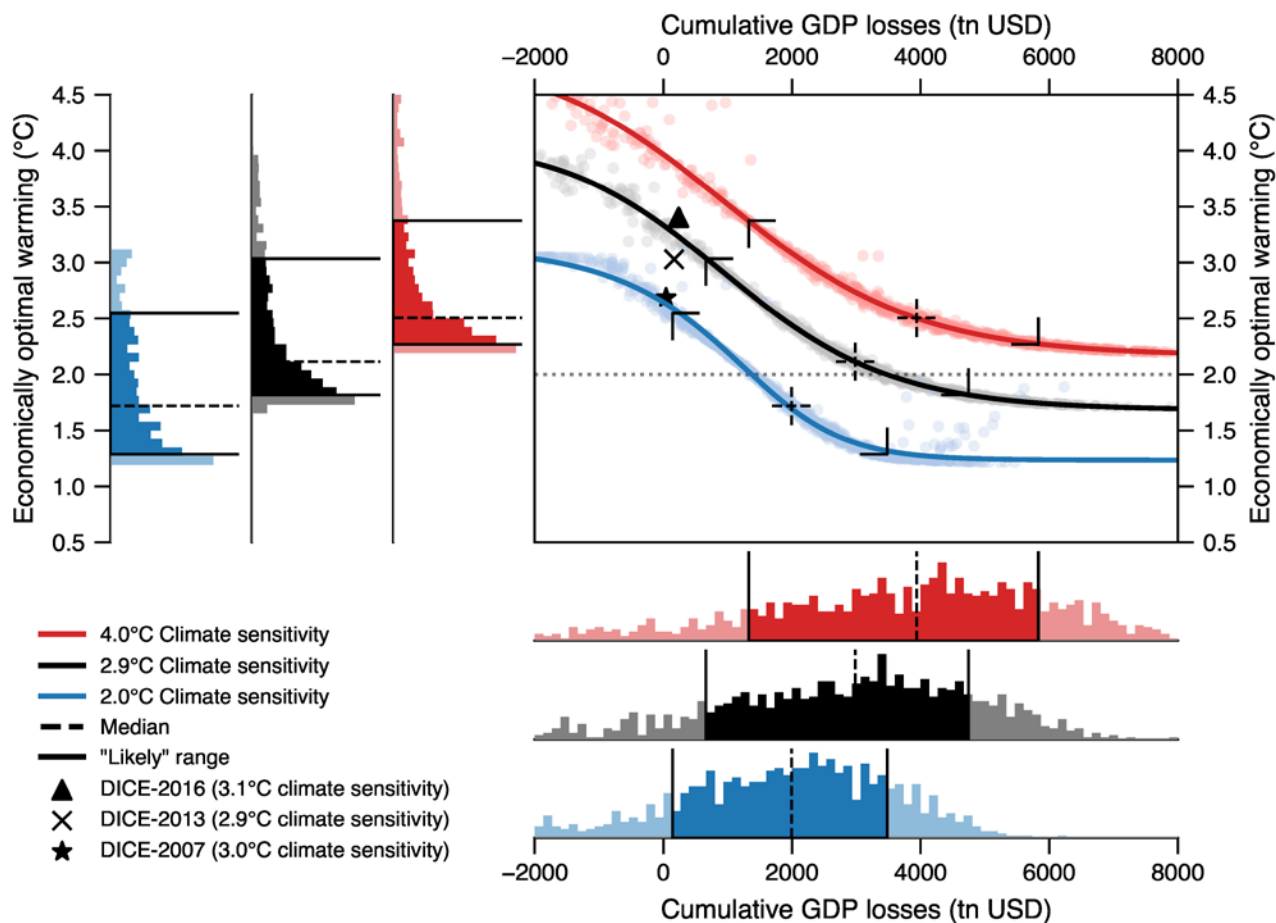 Cumulative GDP losses (tn USD)
−2000 0 2000 4000 6000 8000
Economically optimal warming (°C)
4.5
4.0
3.5
3.0
2.5
2.0
1.5
1.0
0.5
4.5
4.0
3.5
3.0
2.5
2.0
1.5
1.0
0.5
Economically optimal warming (°C)
4.0°C Climate sensitivity
2.9°C Climate sensitivity
2.0°C Climate sensitivity
Median
"Likely" range
DICE-2016 (3.1°C climate sensitivity)
DICE-2013 (2.9°C climate sensitivity)
DICE-2007 (3.0°C climate sensitivity)
-2000 0 2000 4000 6000 8000
Cumulative GDP losses (tn USD)